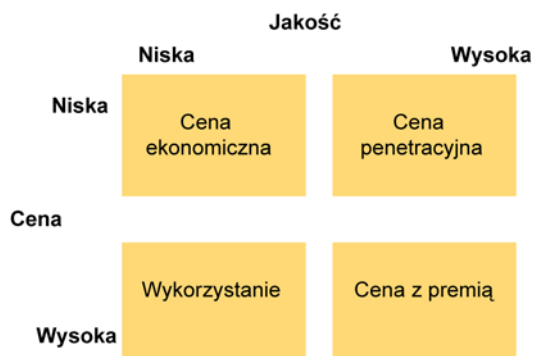 Jakość
Niska
Wysoka
Niska
Cena
ekonomiczna
Cena
penetracyjna
Cena
Wykorzystanie
Cena z premią
Wysoka